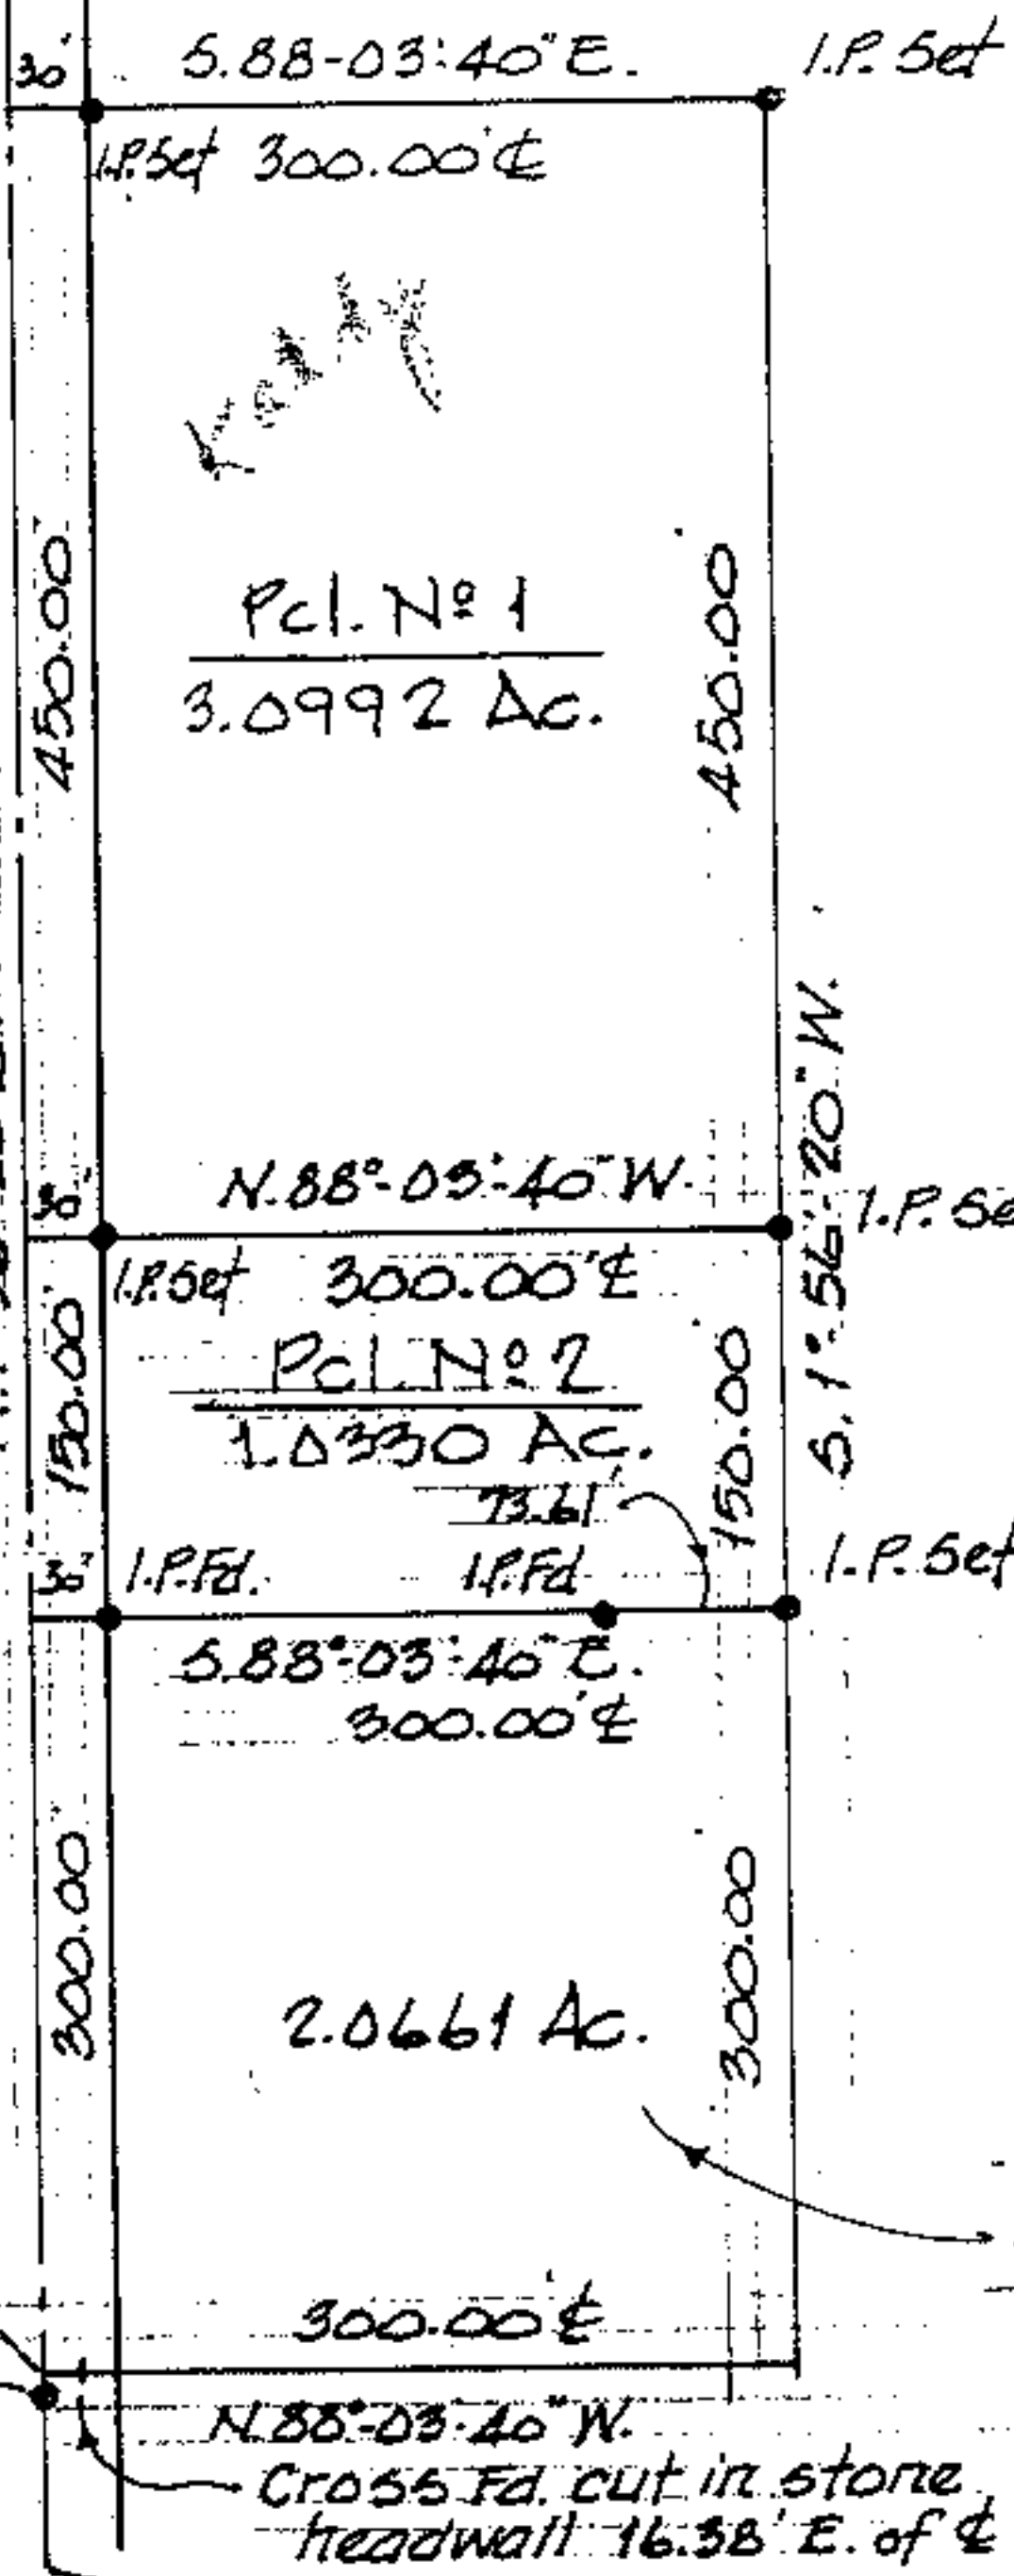 30' S.88-03'-40" E. I.P. Set
I.P. Set 300.00' ℄
450.00'
Pcl. Nº 1
3.0992 Ac.
450.00'
N.88°-03'-40" W.
30'
I.P. Set
I.P. Set 300.00' ℄
S. 1°-56'-20" W.
150.00'
Pcl. Nº 2
1.0330 Ac.
150.00'
73.61'
30' I.P. Fd. I.P. Fd I.P. Set
S.88°-03'-40" E.
300.00' ℄
300.00'
2.0661 Ac.
300.00'
300.00' ℄
N.88°-03'-40" W.
Cross Fd. cut in stone
headwall 16.38' E. of ℄